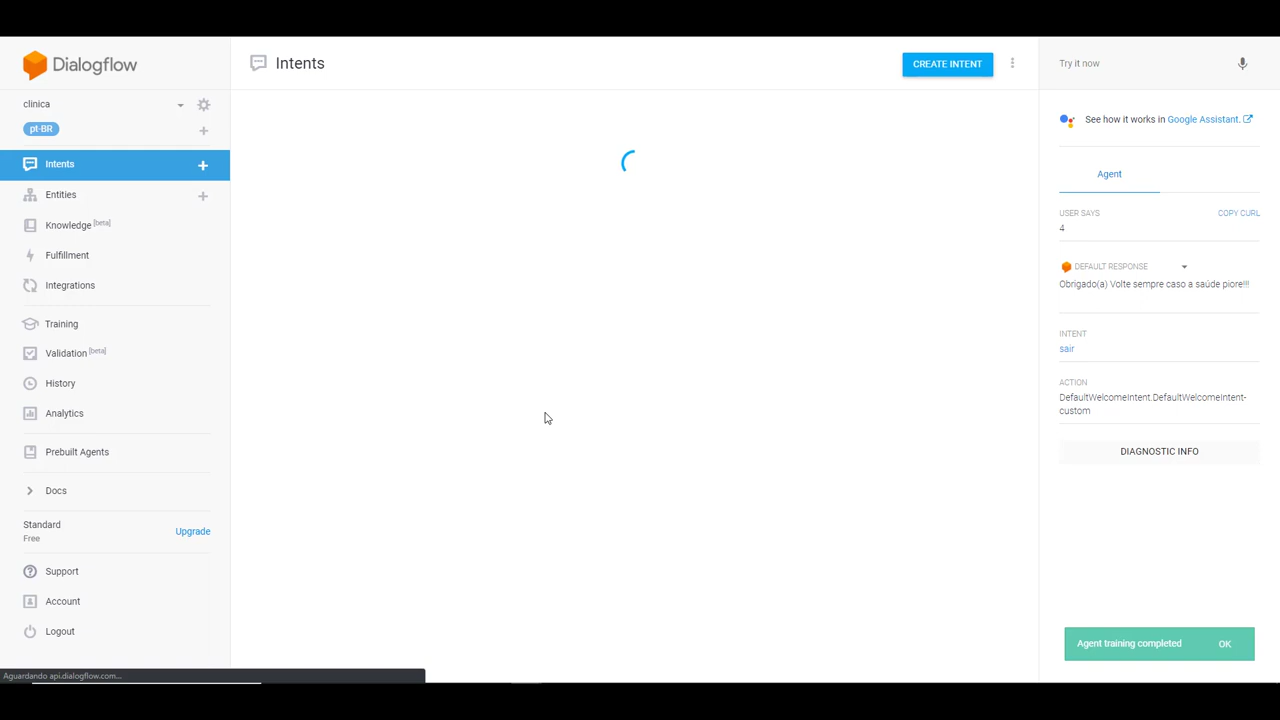 Dialogflow
clinica
pt-BR
Intents
Entities
Knowledge [beta]
Fulfillment
Integrations
Training
Validation [beta]
History
Analytics
Prebuilt Agents
Docs
Standard
Free
Upgrade
Support
Account
Logout
Aguardando api.dialogflow.com...
Intents
CREATE INTENT
Try it now
See how it works in Google Assistant.
Agent
USER SAYS COPY CURL
4
DEFAULT RESPONSE
Obrigado(a) Volte sempre caso a saúde piore!!!
INTENT
sair
ACTION
DefaultWelcomeIntent.DefaultWelcomeIntent-
custom
DIAGNOSTIC INFO
Agent training completed OK